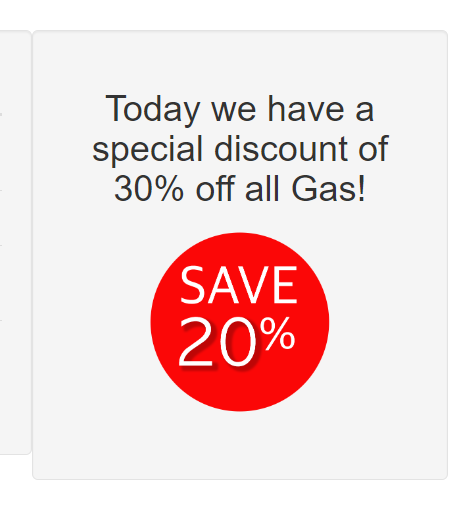 Today we have a
special discount of
30% off all Gas!
SAVE
20%